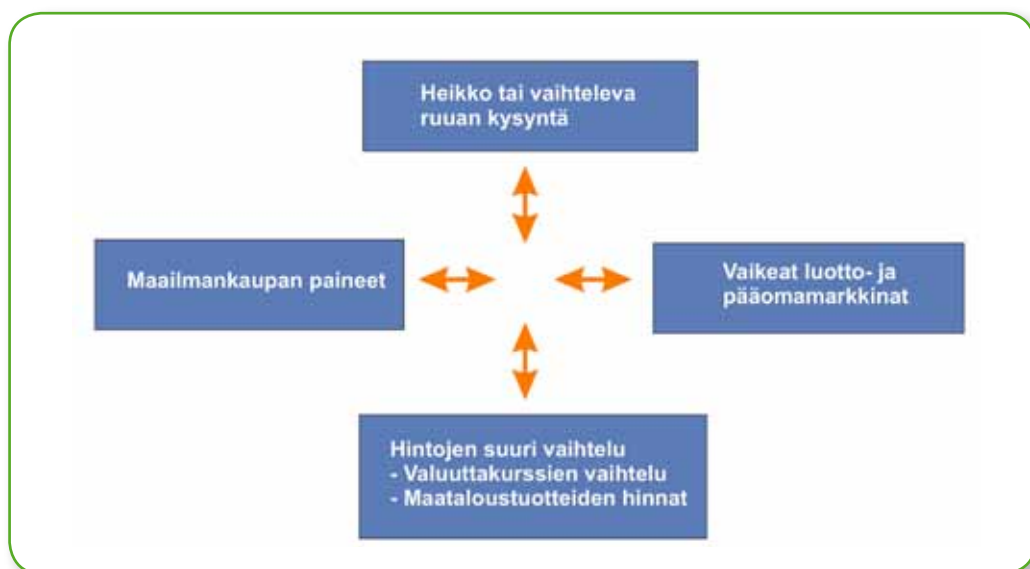 Heikko tai vaihteleva
ruuan kysyntä
Maailmankaupan paineet
Vaikeat luotto- ja
pääomamarkkinat
Hintojen suuri vaihtelu
- Valuuttakurssien vaihtelu
- Maataloustuotteiden hinnat